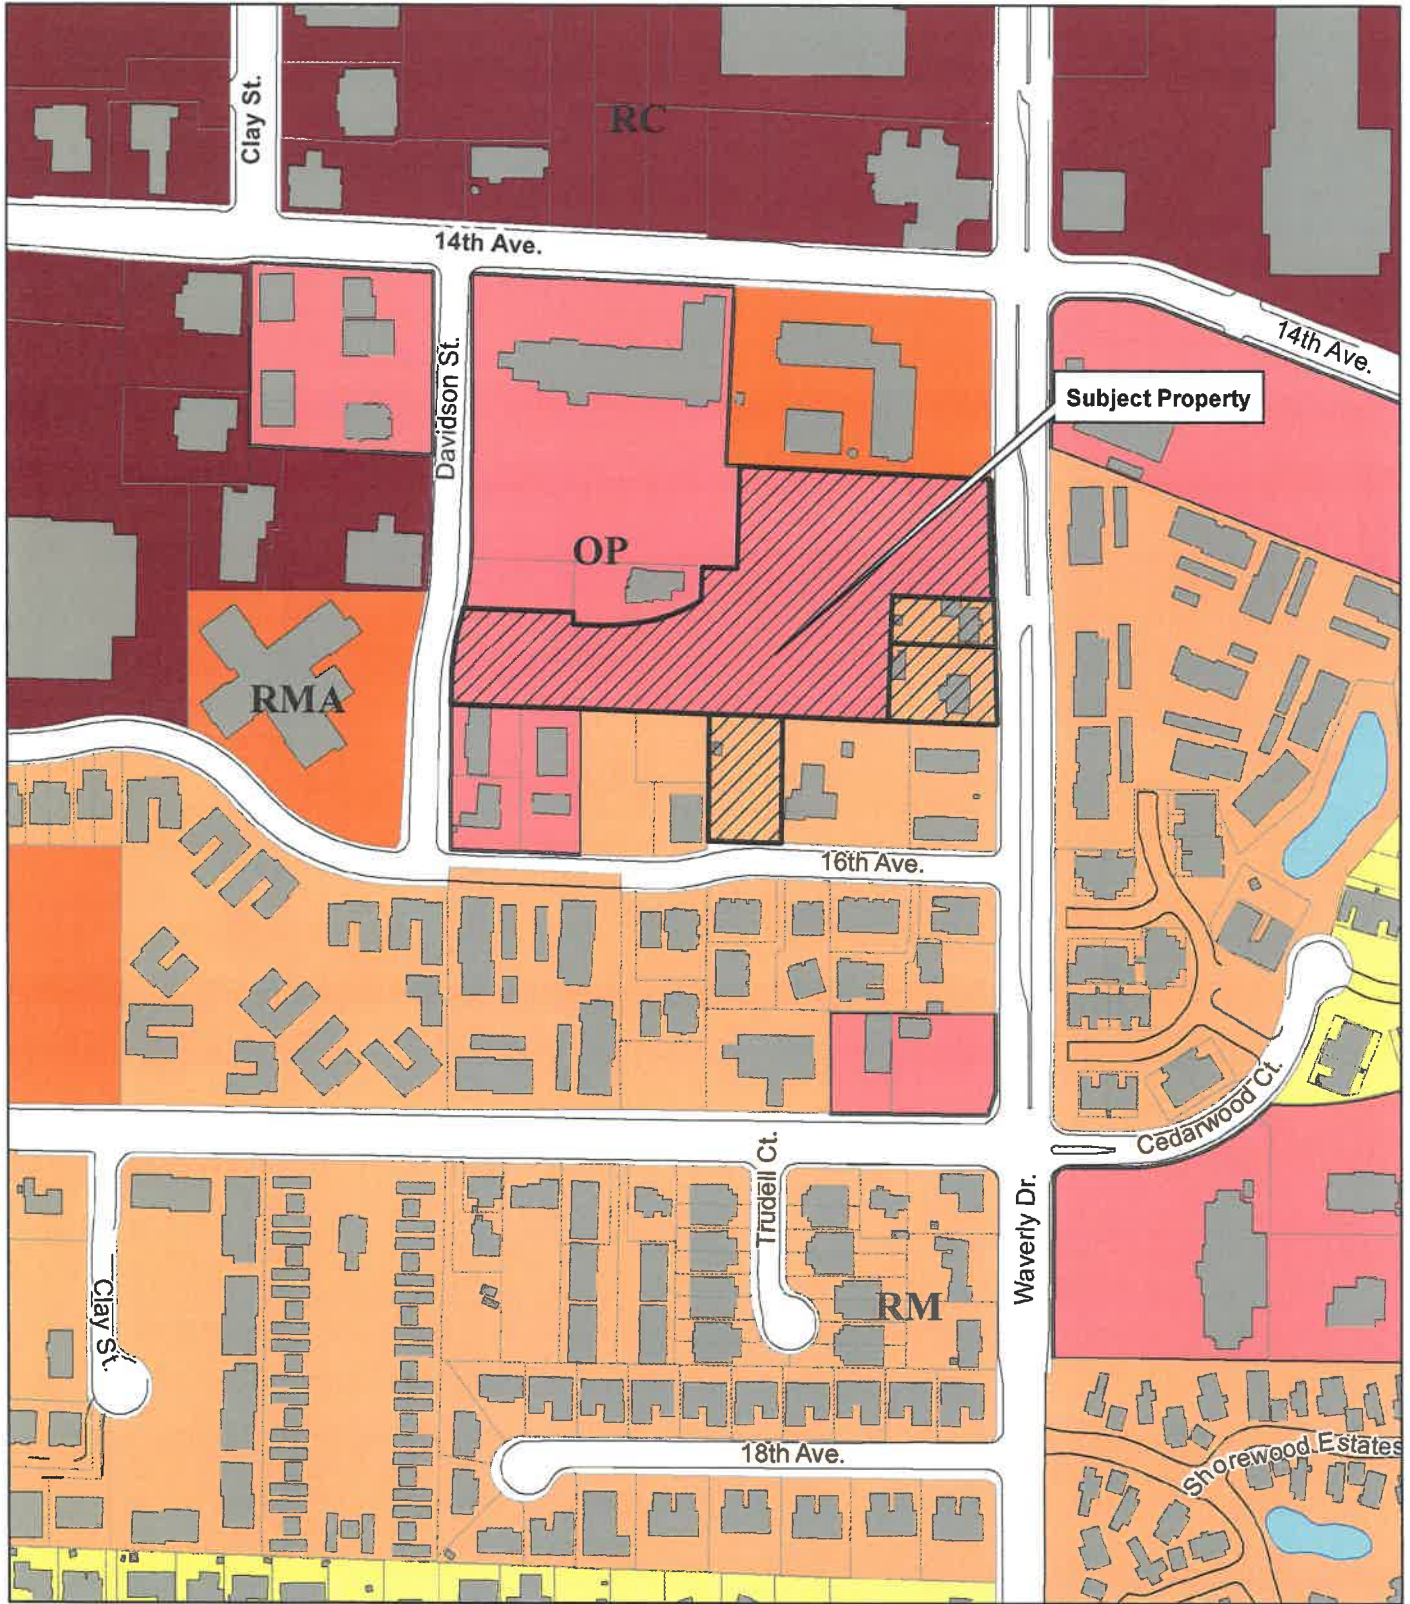 Clay St.
RC
14th Ave.
14th Ave.
Davidson St.
Subject Property
OP
RMA
16th Ave.
Cedarwood Ct.
Trudell Ct.
Waverly Dr.
Clay St.
RM
18th Ave.
Shorewood Estates